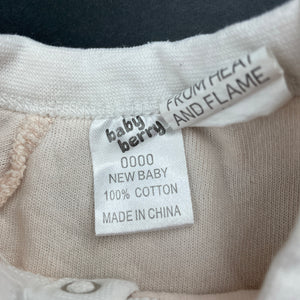 baby
berry
0000
NEW BABY
100% COTTON
MADE IN CHINA
FROM HEAT
AND FLAME